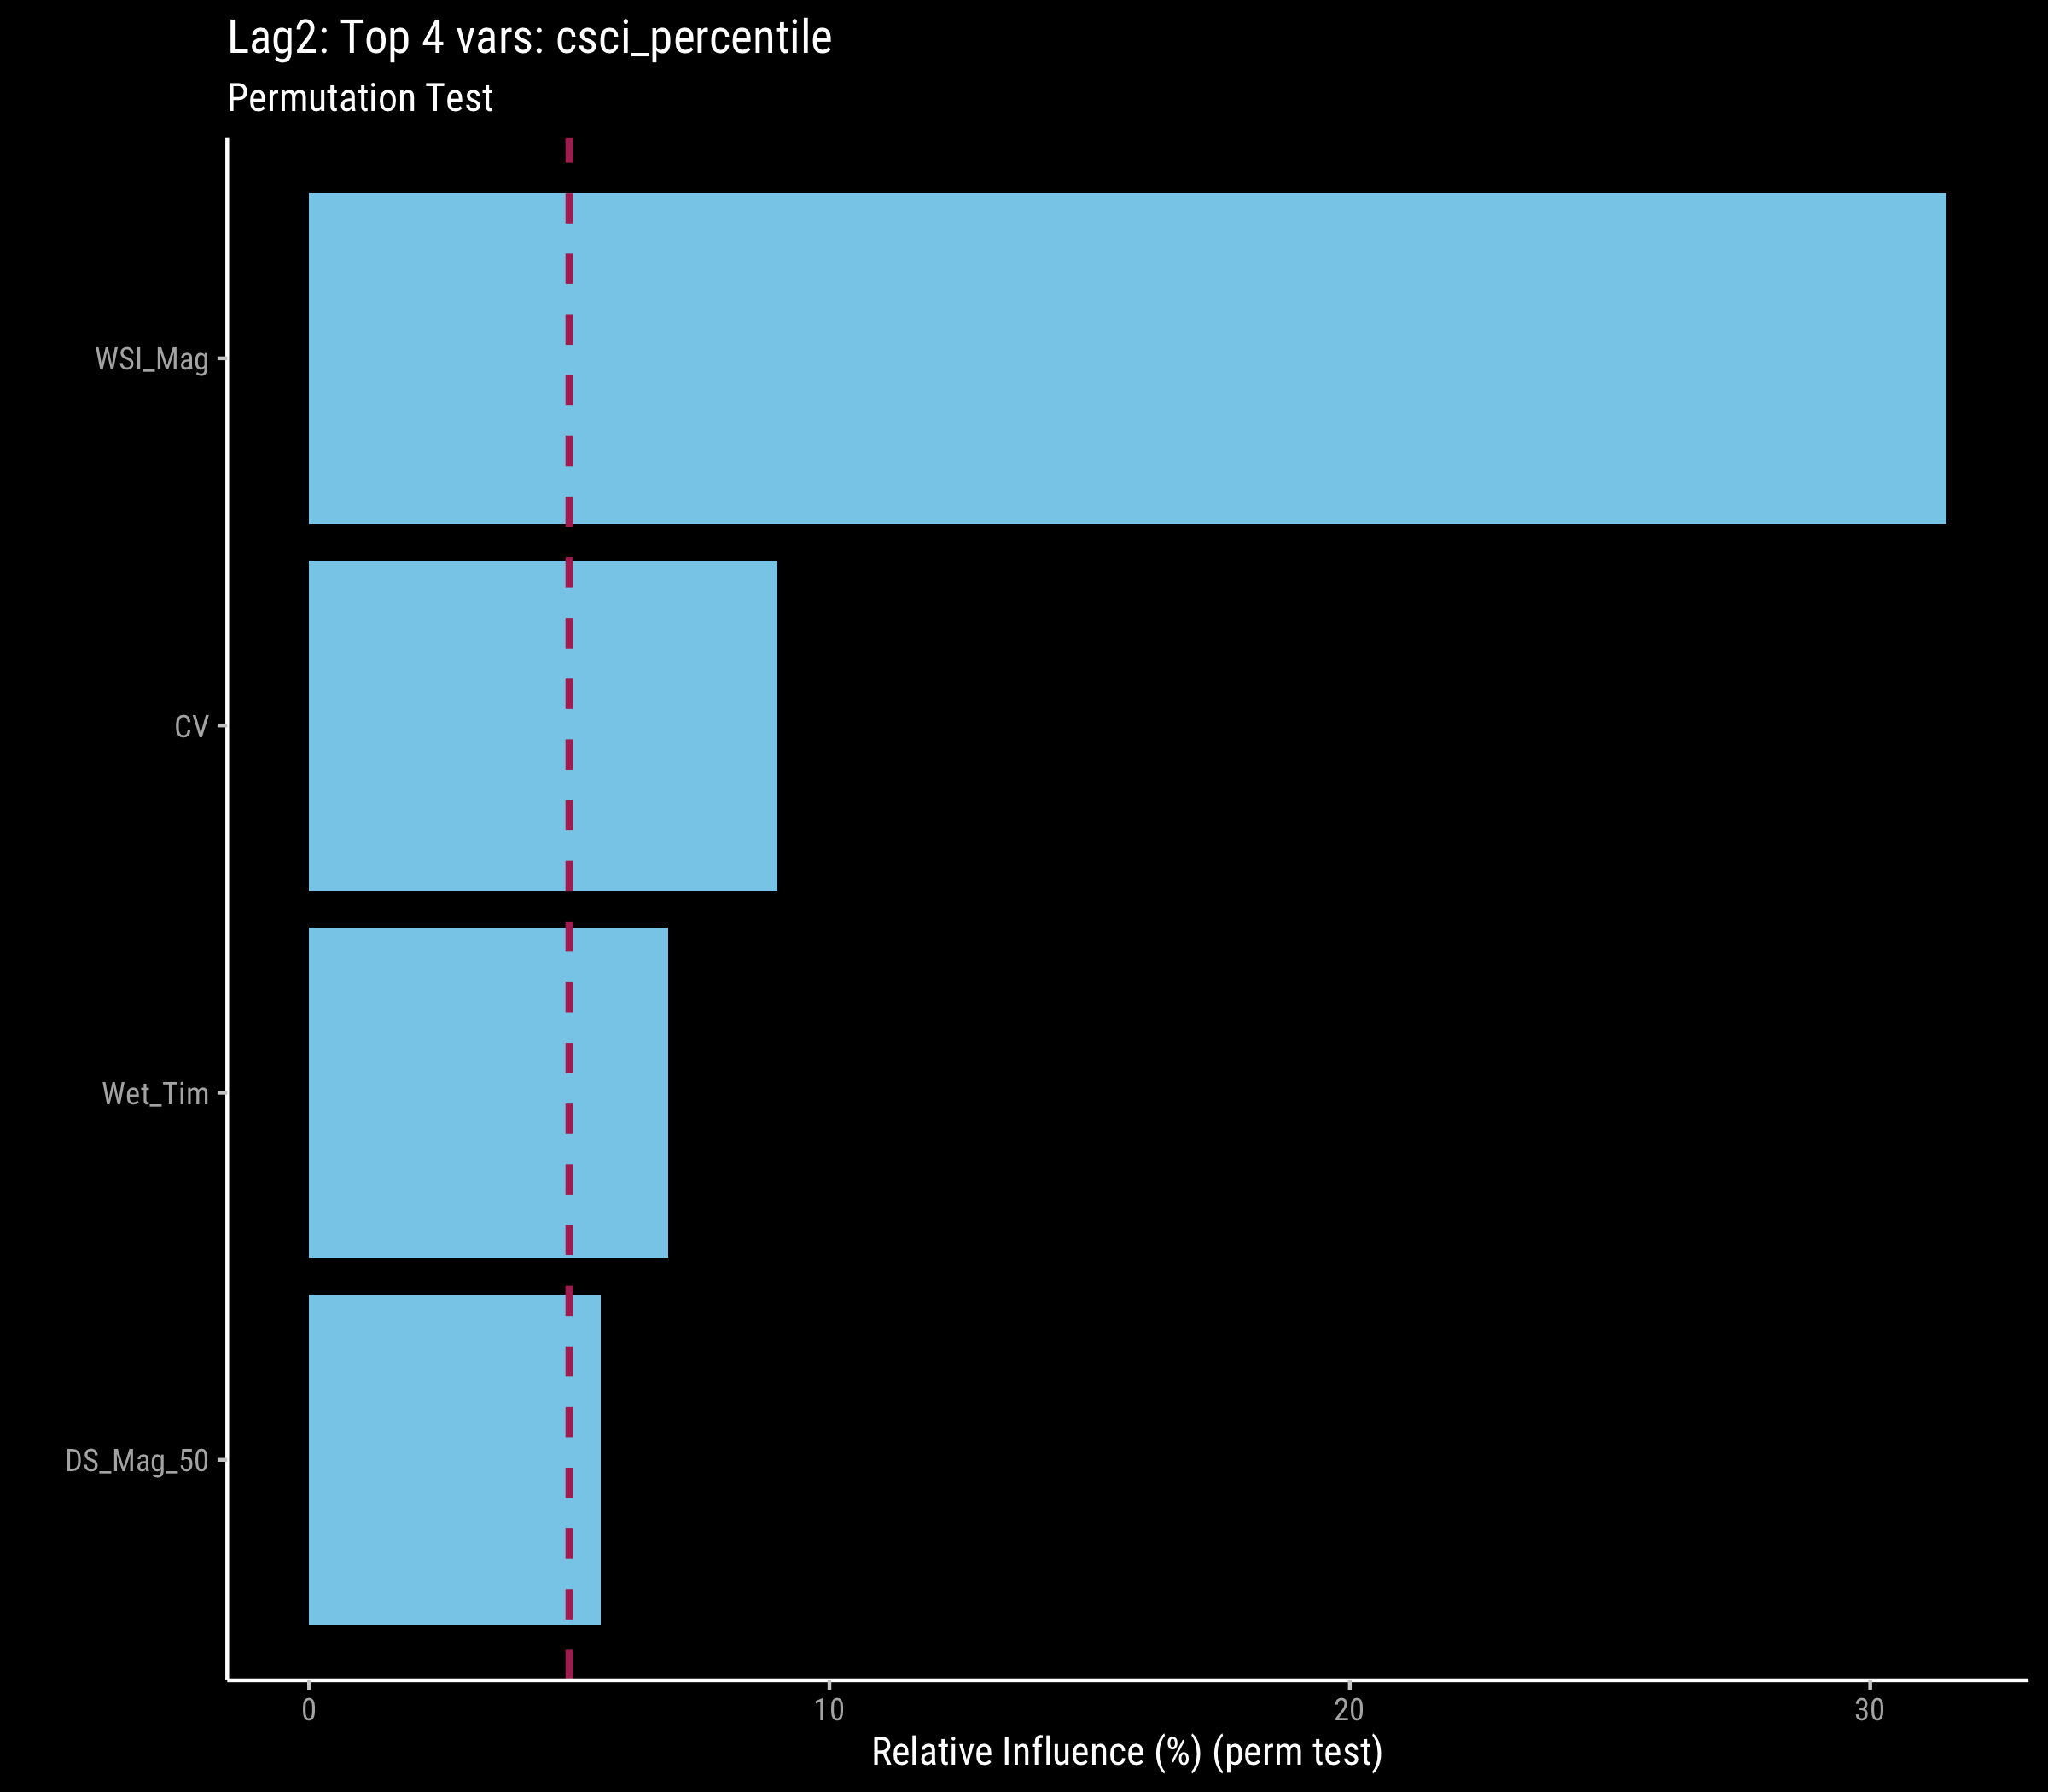 Lag2: Top 4 vars: csci_percentile
Permutation Test
WSI_Mag
CV
Wet_Tim
DS_Mag_50
0 10 20 30
Relative Influence (%) (perm test)